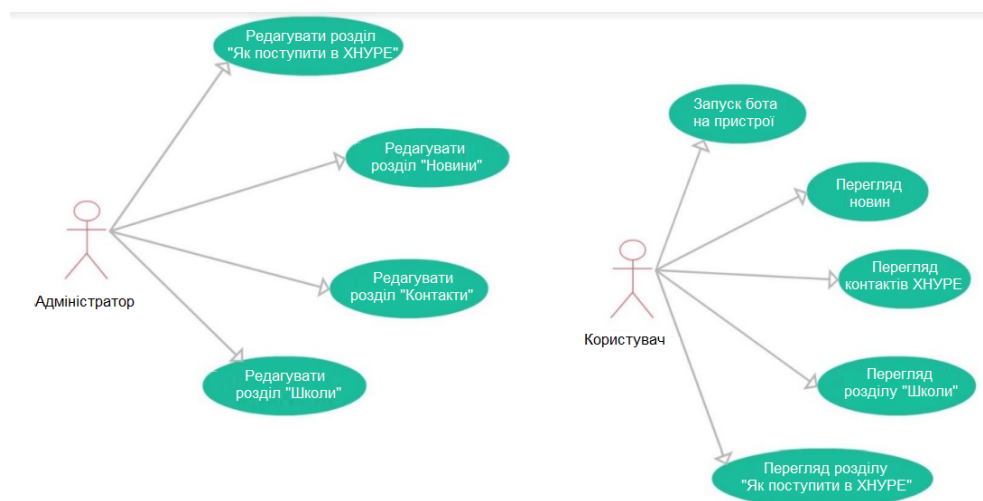 Редагувати розділ
"Як поступити в ХНУРЕ"
Редагувати
розділ "Новини"
Адміністратор
Редагувати
розділ "Контакти"
Редагувати
розділ "Школи"
Запуск бота
на пристрої
Перегляд
новин
Перегляд
контактів ХНУРЕ
Користувач
Перегляд
розділу "Школи"
Перегляд розділу
"Як поступити в ХНУРЕ"